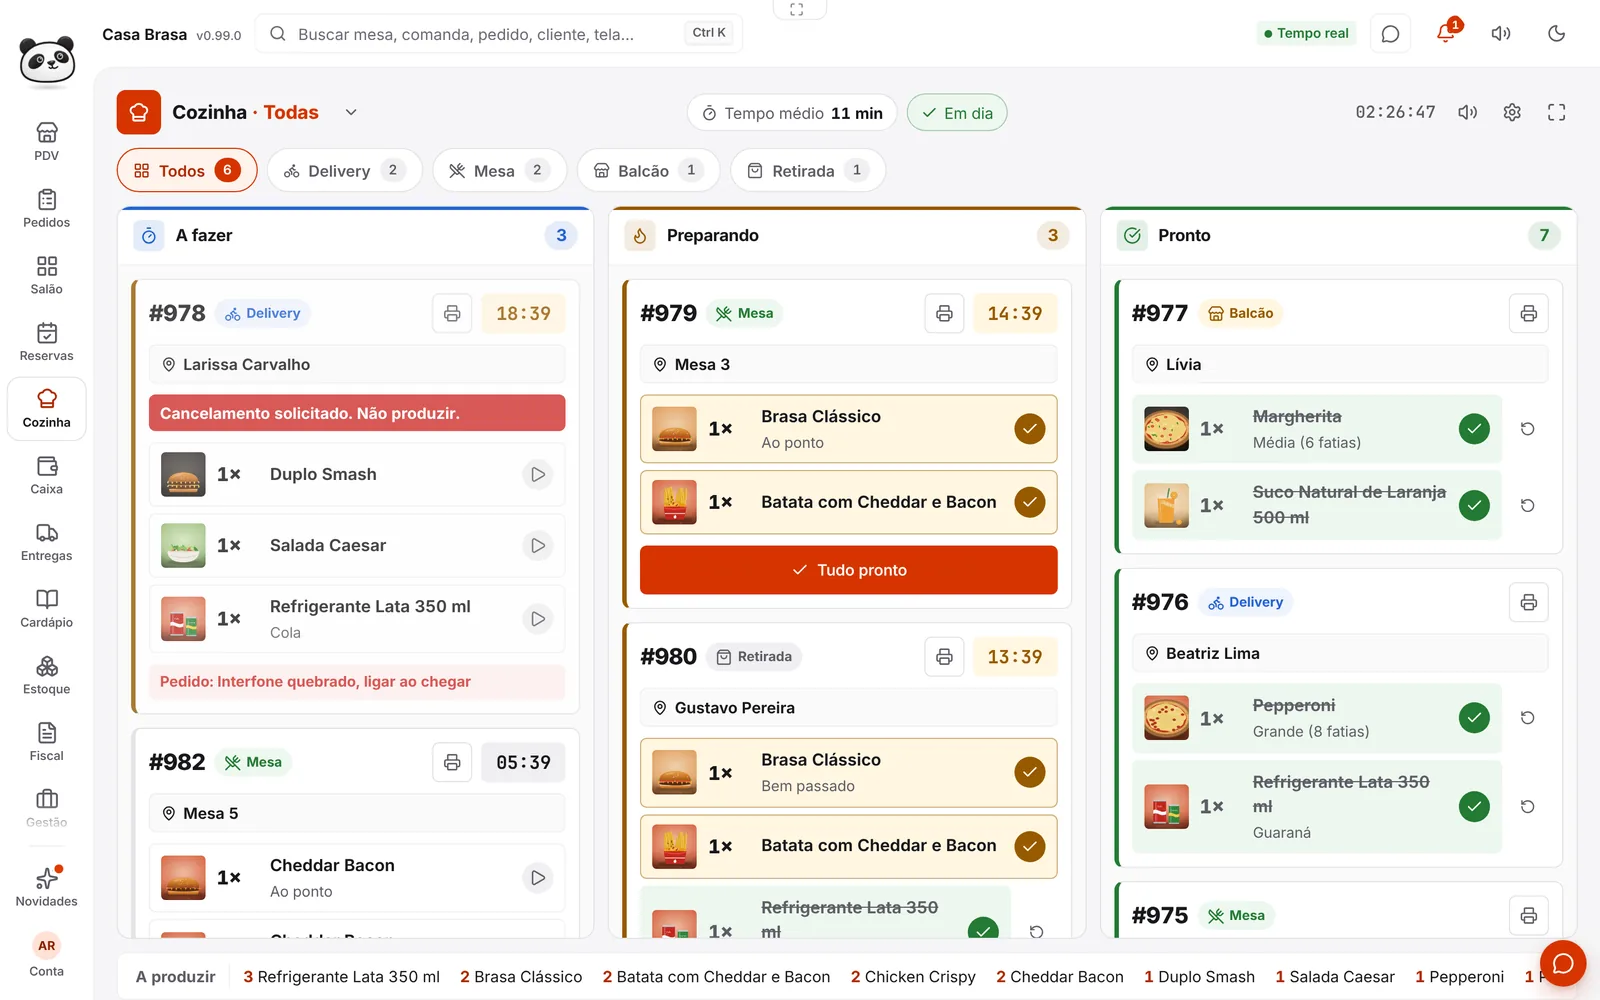 Casa Brasa v0.99.0
Buscar mesa, comanda, pedido, cliente, tela...
Ctrl K
Tempo real
1
PDV
Pedidos
Salão
Reservas
Cozinha
Caixa
Entregas
Cardápio
Estoque
Fiscal
Gestão
Novidades
AR
Conta
Cozinha · Todas
Tempo médio 11 min
Em dia
02:26:47
Todos 6
Delivery 2
Mesa 2
Balcão 1
Retirada 1
A fazer 3
#978 Delivery 18:39
Larissa Carvalho
Cancelamento solicitado. Não produzir.
1× Duplo Smash
1× Salada Caesar
1× Refrigerante Lata 350 ml
Cola
Pedido: Interfone quebrado, ligar ao chegar
#982 Mesa 05:39
Mesa 5
1× Cheddar Bacon
Ao ponto
Preparando 3
#979 Mesa 14:39
Mesa 3
1× Brasa Clássico
Ao ponto
1× Batata com Cheddar e Bacon
Tudo pronto
#980 Retirada 13:39
Gustavo Pereira
1× Brasa Clássico
Bem passado
1× Batata com Cheddar e Bacon
1× Refrigerante Lata 350
ml
Pronto 7
#977 Balcão
Lívia
1× Margherita
Média (6 fatias)
1× Suco Natural de Laranja
500 ml
#976 Delivery
Beatriz Lima
1× Pepperoni
Grande (8 fatias)
1× Refrigerante Lata 350
ml
Guaraná
#975 Mesa
A produzir 3 Refrigerante Lata 350 ml 2 Brasa Clássico 2 Batata com Cheddar e Bacon 2 Chicken Crispy 2 Cheddar Bacon 1 Duplo Smash 1 Salada Caesar 1 Pepperoni 1